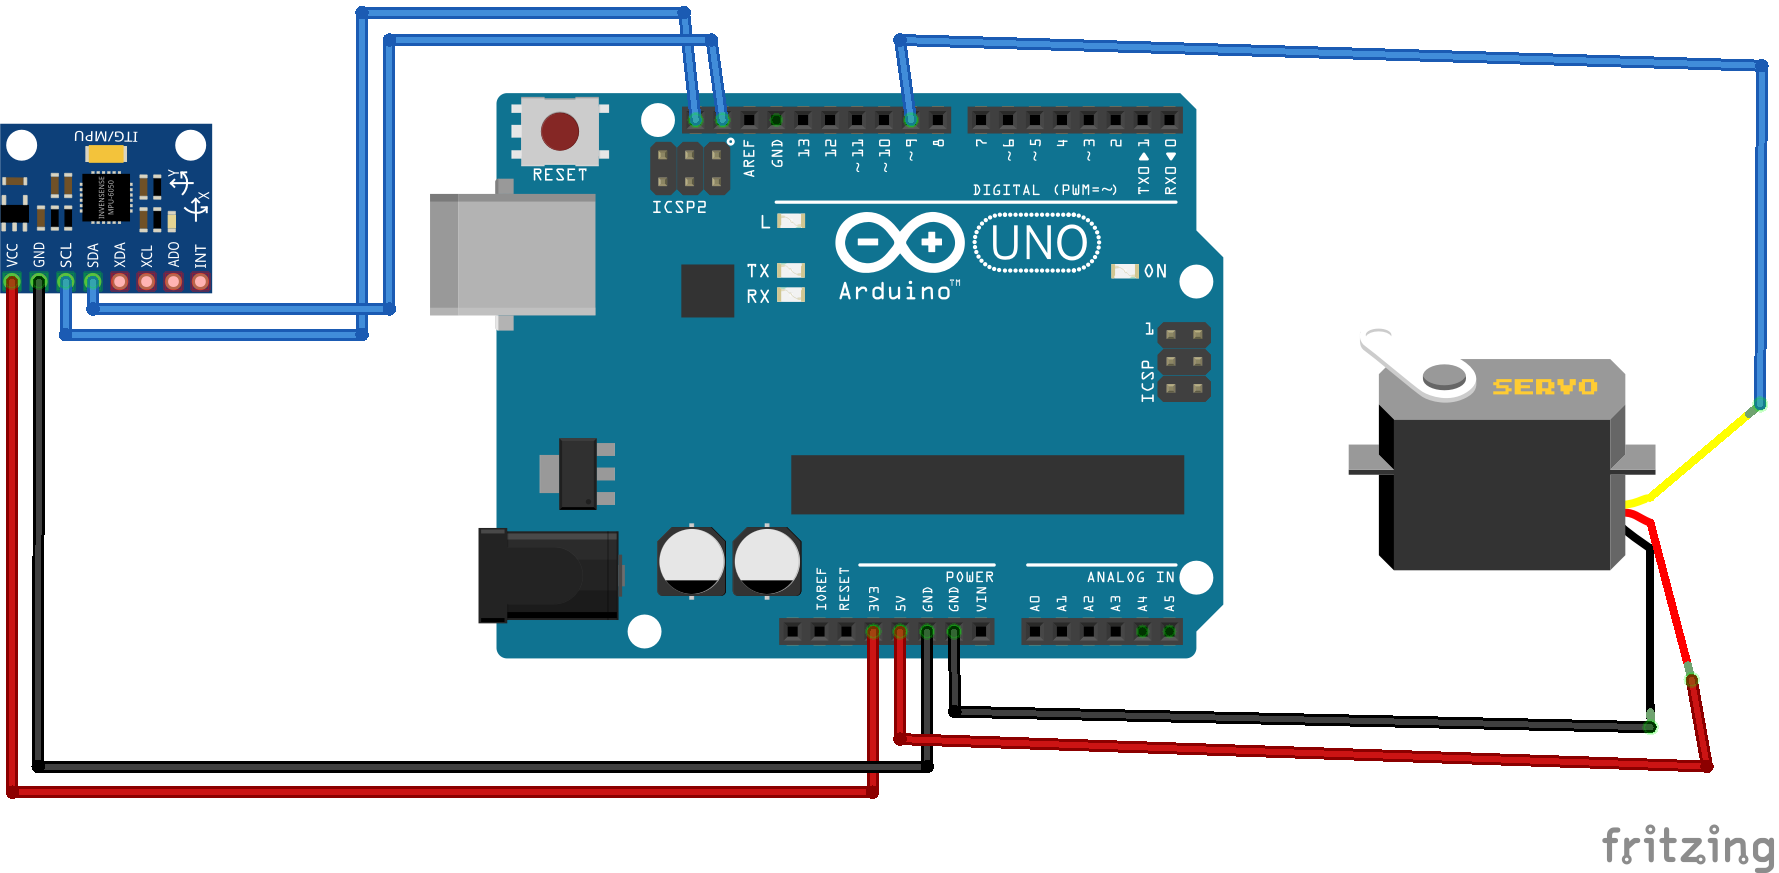 ITG/MPU
INVENSENSE
MPU-6050
Y
X
VCC
GND
SCL
SDA
XDA
XCL
ADO
INT
RESET
ICSP2
AREF
GND
13
12
~11
~10
~9
8
7
~6
~5
4
~3
2
TX0▶1
RX0◀0
DIGITAL (PWM=~)
L
TX
RX
UNO
Arduino™
ON
1
ICSP
SERVO
IOREF
RESET
3V3
5V
GND
GND
VIN
POWER
ANALOG IN
A0
A1
A2
A3
A4
A5
fritzing